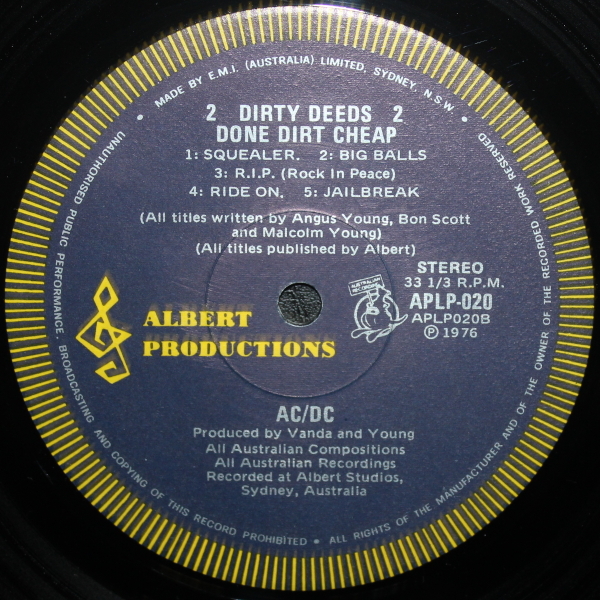 MADE BY E.M.I. (AUSTRALIA) LIMITED, SYDNEY, N.S.W.
2 DIRTY DEEDS 2
DONE DIRT CHEAP
1: SQUEALER. 2: BIG BALLS
3: R.I.P. (Rock In Peace)
4: RIDE ON. 5: JAILBREAK
(All titles written by Angus Young, Bon Scott
and Malcolm Young)
(All titles published by Albert)
STEREO
33 1/3 R.P.M.
APLP-020
APLP020B
℗ 1976
AUSTRALIAN
RECORDING
ALBERT
PRODUCTIONS
AC/DC
Produced by Vanda and Young
All Australian Compositions
All Australian Recordings
Recorded at Albert Studios,
Sydney, Australia
UNAUTHORISED PUBLIC PERFORMANCE, BROADCASTING AND COPYING OF THIS RECORD PROHIBITED • ALL RIGHTS OF THE MANUFACTURER AND OF THE OWNER OF THE RECORDED WORK RESERVED